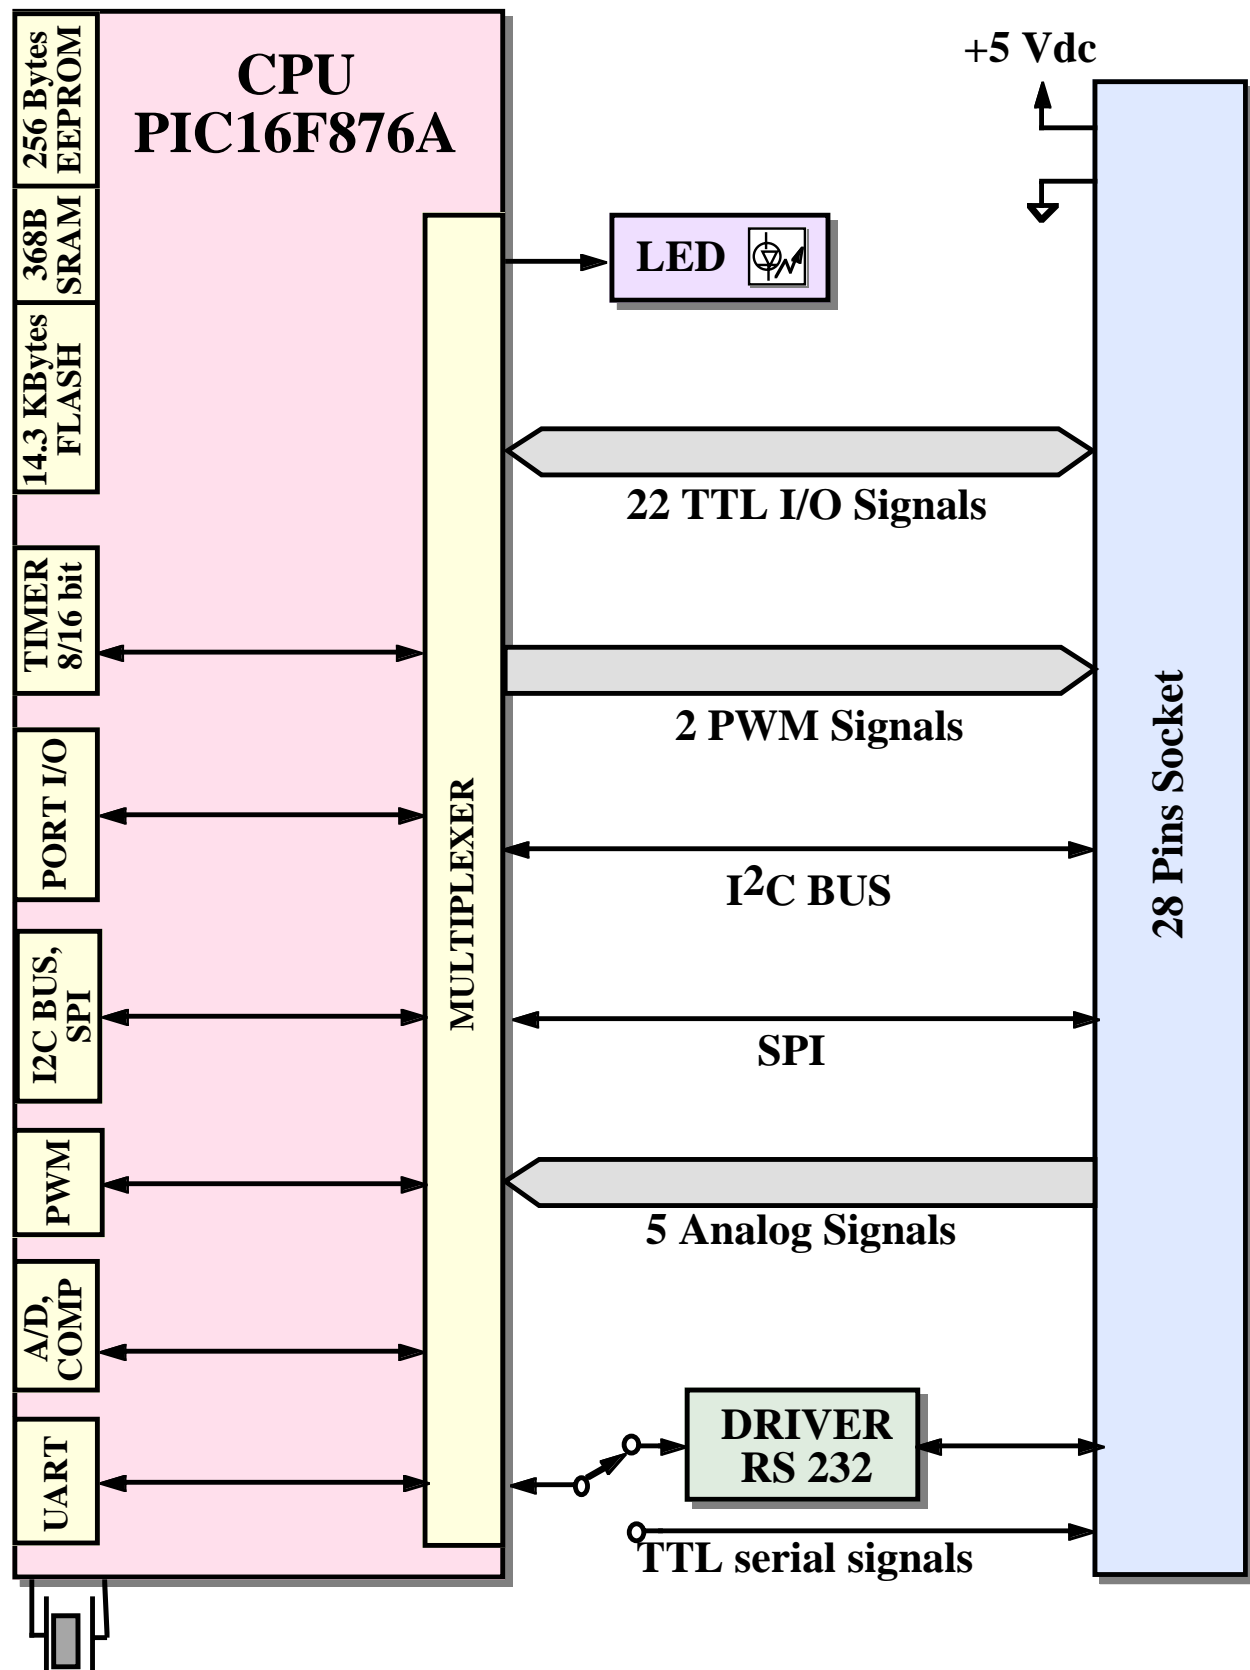 CPU
PIC16F876A
256 Bytes
EEPROM
368B
SRAM
14.3 KBytes
FLASH
TIMER
8/16 bit
PORT I/O
I2C BUS,
SPI
PWM
A/D,
COMP
UART
MULTIPLEXER
LED
+5 Vdc
22 TTL I/O Signals
2 PWM Signals
I²C BUS
SPI
5 Analog Signals
DRIVER
RS 232
TTL serial signals
28 Pins Socket